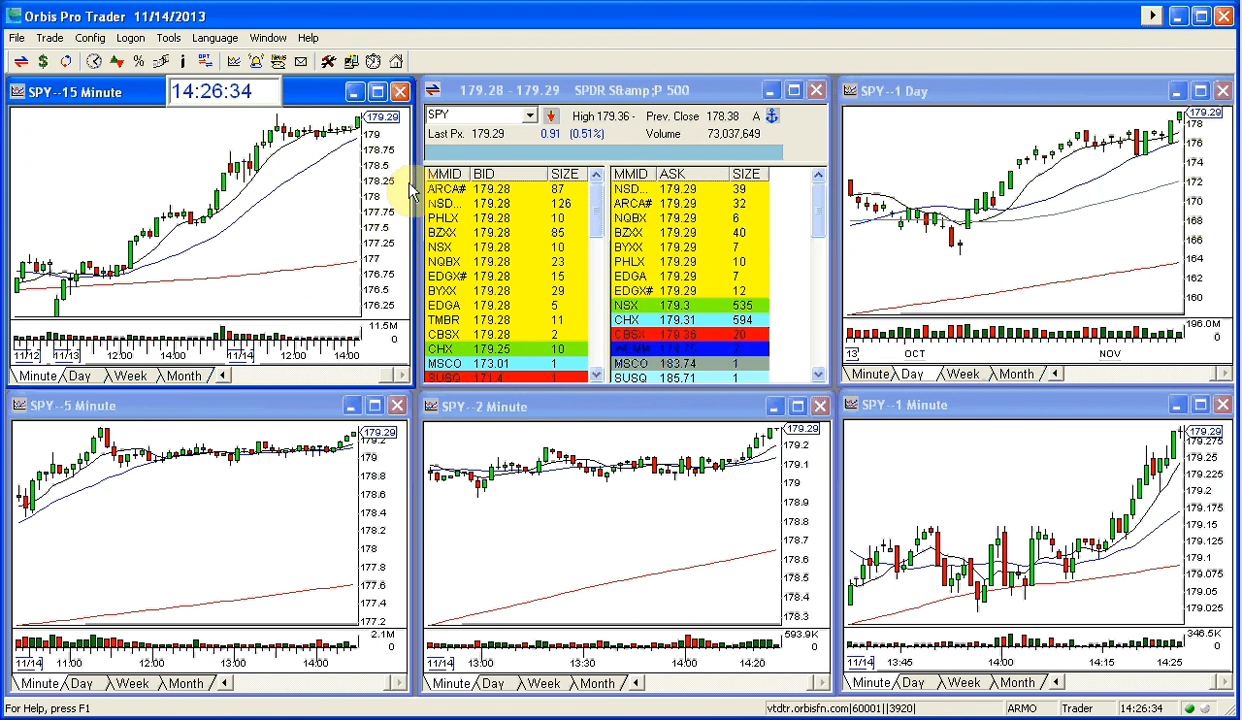 Orbis Pro Trader 11/14/2013
File Trade Config Logon Tools Language Window Help
SPY--15 Minute
14:26:34
179.29
179
178.75
178.5
178.25
178
177.75
177.5
177.25
177
176.75
176.5
176.25
11.5M
0
11/12 11/13 12:00 14:00 11/14 12:00 14:00
Minute Day Week Month
179.28 - 179.29 SPDR S&amp;P 500
SPY High 179.36 - Prev. Close 178.38 A
Last Px. 179.29 0.91 (0.51%) Volume 73,037,649
MMID BID SIZE MMID ASK SIZE
ARCA# 179.28 87 NSD... 179.29 39
NSD... 179.28 126 ARCA# 179.29 32
PHLX 179.28 10 NQBX 179.29 6
BZXX 179.28 85 BZXX 179.29 40
NSX 179.28 10 BYXX 179.29 7
NQBX 179.28 23 PHLX 179.29 10
EDGX# 179.28 15 EDGA 179.29 7
BYXX 179.28 29 EDGX# 179.29 12
EDGA 179.28 5 NSX 179.3 535
TMBR 179.28 11 CHX 179.31 594
CBSX 179.28 2 CBSX 179.36 20
CHX 179.25 10
MSCO 173.01 1 MSCO 183.74 1
SUSQ 171.4 1 SUSQ 185.71 1
SPY--1 Day
179.29
178
176
174
172
170
168
166
164
162
160
196.0M
0
13' OCT NOV
Minute Day Week Month
SPY--5 Minute
179.29
179.2
179
178.8
178.6
178.4
178.2
178
177.8
177.6
177.4
177.2
2.1M
0
11/14 11:00 12:00 13:00 14:00
Minute Day Week Month
SPY--2 Minute
179.29
179.2
179.1
179
178.9
178.8
178.7
178.6
178.5
178.4
178.3
593.9K
0
11/14 13:00 13:30 14:00 14:20
Minute Day Week Month
SPY--1 Minute
179.29
179.275
179.25
179.225
179.2
179.175
179.15
179.125
179.1
179.075
179.05
179.025
346.5K
0
11/14 13:45 14:00 14:15 14:25
Minute Day Week Month
For Help, press F1 vtdtr.orbisfn.com|60001||3920| ARMO Trader 14:26:34